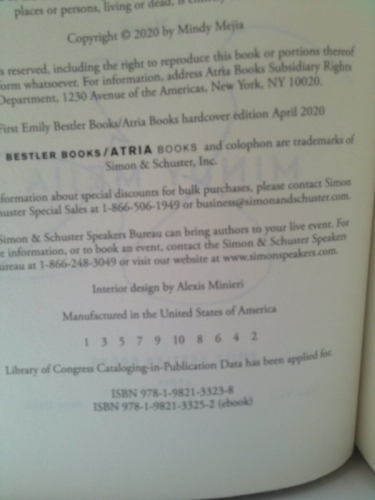 places or persons, living or dead, is
Copyright © 2020 by Mindy Mejia
reserved, including the right to reproduce this book or portions thereof
form whatsoever. For information, address Atria Books Subsidiary Rights
Department, 1230 Avenue of the Americas, New York, NY 10020.
First Emily Bestler Books/Atria Books hardcover edition April 2020
BESTLER BOOKS/ATRIA BOOKS and colophon are trademarks of
Simon & Schuster, Inc.
formation about special discounts for bulk purchases, please contact Simon
huster Special Sales at 1-866-506-1949 or business@simonandschuster.com.
Simon & Schuster Speakers Bureau can bring authors to your live event. For
information, or to book an event, contact the Simon & Schuster Speakers
ureau at 1-866-248-3049 or visit our website at www.simonspeakers.com.
Interior design by Alexis Minieri
Manufactured in the United States of America
1 3 5 7 9 10 8 6 4 2
Library of Congress Cataloging-in-Publication Data has been applied for.
ISBN 978-1-9821-3323-8
ISBN 978-1-9821-3325-2 (ebook)